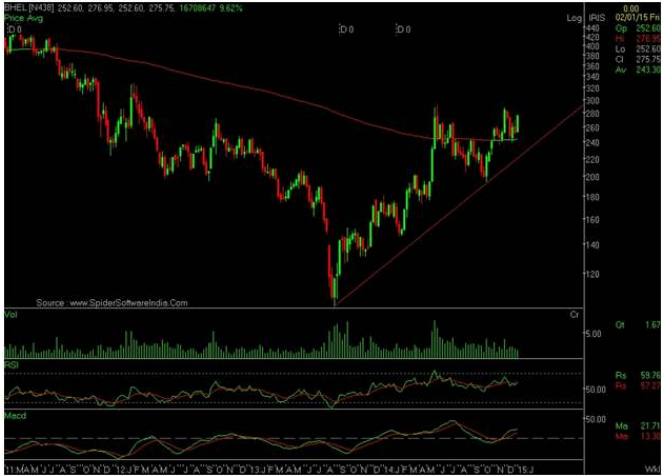 BHEL [N438] 252.60, 276.95, 252.60, 275.75, 16708647 9.62%
Price Avg
Log
IRIS
0.00
02/01/15 Fri
Op 252.60
Hi 276.95
Lo 252.60
Cl 275.75
Av 243.30
D 0
D 0
D 0
440
420
400
380
360
340
320
300
280
260
240
220
200
180
160
140
120
Source : www.SpiderSoftwareIndia.Com
Vol
Cr
5.00
Qt 1.67
RSI
50.00
Rs 59.76
Rs 57.27
Macd
50.00
Ma 21.71
Ma 13.30
'11 M A M J J A S O N D '12 J F M A M J J A S O N D '13 J F M A M J J A S O N D '14 J F M A M J J A S O N D '15 J
Wkl